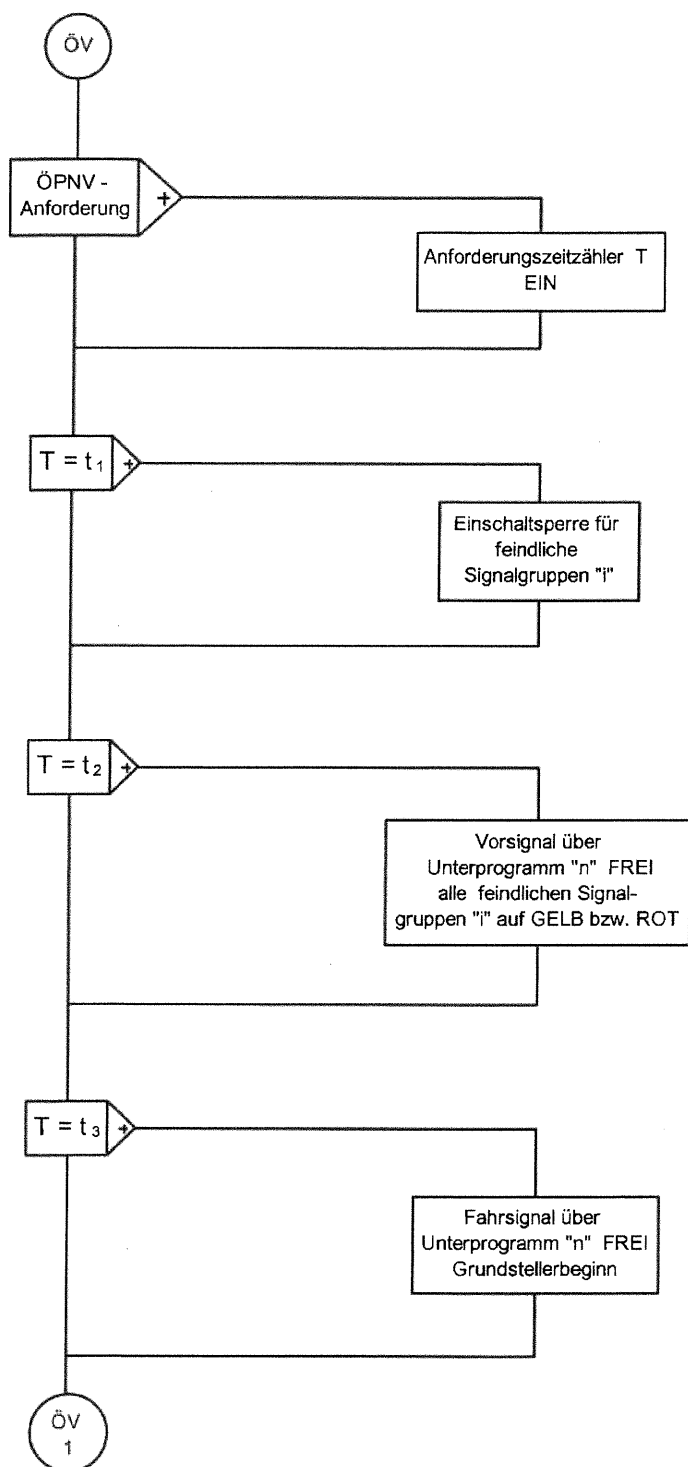 ÖV
ÖPNV -
Anforderung
+
Anforderungszeitzähler T
EIN
T = t₁
+
Einschaltsperre für
feindliche
Signalgruppen "i"
T = t₂
+
Vorsignal über
Unterprogramm "n" FREI
alle feindlichen Signal-
gruppen "i" auf GELB bzw. ROT
T = t₃
+
Fahrsignal über
Unterprogramm "n" FREI
Grundstellerbeginn
ÖV
1